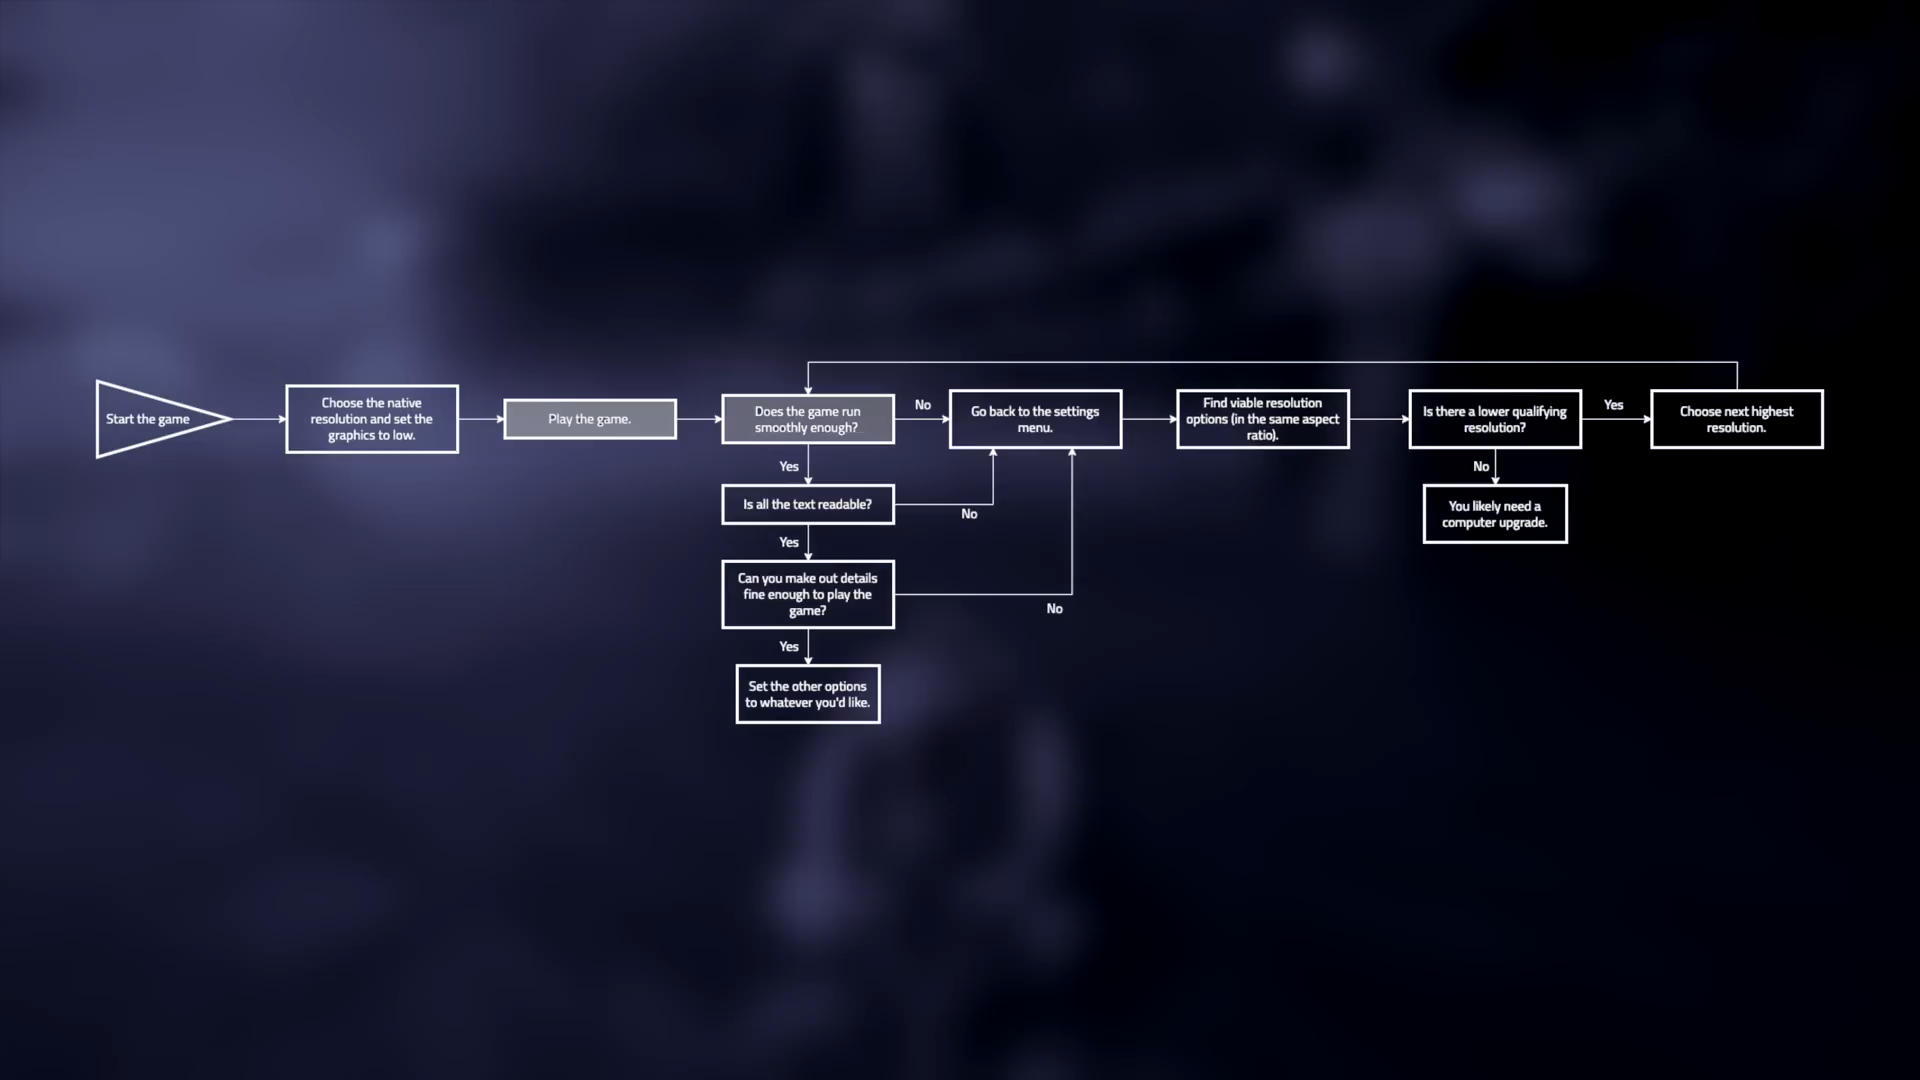 Start the game
Choose the native
resolution and set the
graphics to low.
Play the game.
Does the game run
smoothly enough?
No
Go back to the settings
menu.
Find viable resolution
options (in the same aspect
ratio).
Is there a lower qualifying
resolution?
Yes
Choose next highest
resolution.
Yes
No
Is all the text readable?
No
You likely need a
computer upgrade.
Yes
Can you make out details
fine enough to play the
game?
No
Yes
Set the other options
to whatever you'd like.